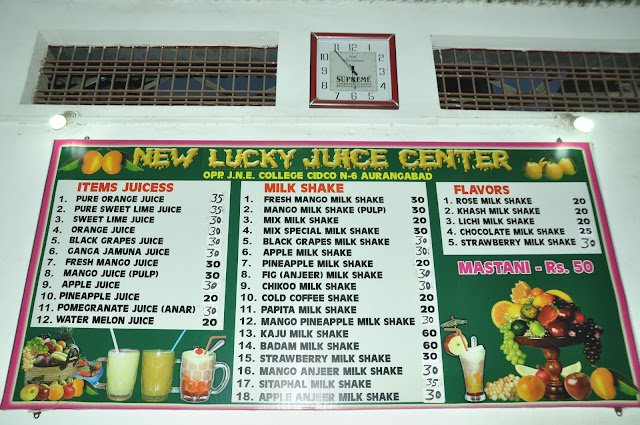 12
SUPREMÉ
NEW LUCKY JUICE CENTER
OPP. J.N.E. COLLEGE CIDCO N-6 AURANGABAD
ITEMS JUICESS
1. PURE ORANGE JUICE 35
2. PURE SWEET LIME JUICE 35
3. SWEET LIME JUICE 30
4. ORANGE JUICE 30
5. BLACK GRAPES JUICE 30
6. GANGA JAMUNA JUICE 30
7. FRESH MANGO JUICE 30
8. MANGO JUICE (PULP) 30
9. APPLE JUICE 30
10. PINEAPPLE JUICE 20
11. POMEGRANATE JUICE (ANAR) 30
12. WATER MELON JUICE 20
MILK SHAKE
1. FRESH MANGO MILK SHAKE 30
2. MANGO MILK SHAKE (PULP) 30
3. MIX MILK SHAKE 20
4. MIX SPECIAL MILK SHAKE 30
5. BLACK GRAPES MILK SHAKE 30
6. APPLE MILK SHAKE 30
7. PINEAPPLE MILK SHAKE 20
8. FIG (ANJEER) MILK SHAKE 30
9. CHIKOO MILK SHAKE 30
10. COLD COFFEE SHAKE 20
11. PAPITA MILK SHAKE 20
12. MANGO PINEAPPLE MILK SHAKE 30
13. KAJU MILK SHAKE 60
14. BADAM MILK SHAKE 60
15. STRAWBERRY MILK SHAKE 30
16. MANGO ANJEER MILK SHAKE 30
17. SITAPHAL MILK SHAKE 35
18. APPLE ANJEER MILK SHAKE 30
FLAVORS
1. ROSE MILK SHAKE 20
2. KHASH MILK SHAKE 20
3. LICHI MILK SHAKE 20
4. CHOCOLATE MILK SHAKE 25
5. STRAWBERRY MILK SHAKE 30
MASTANI - Rs. 50